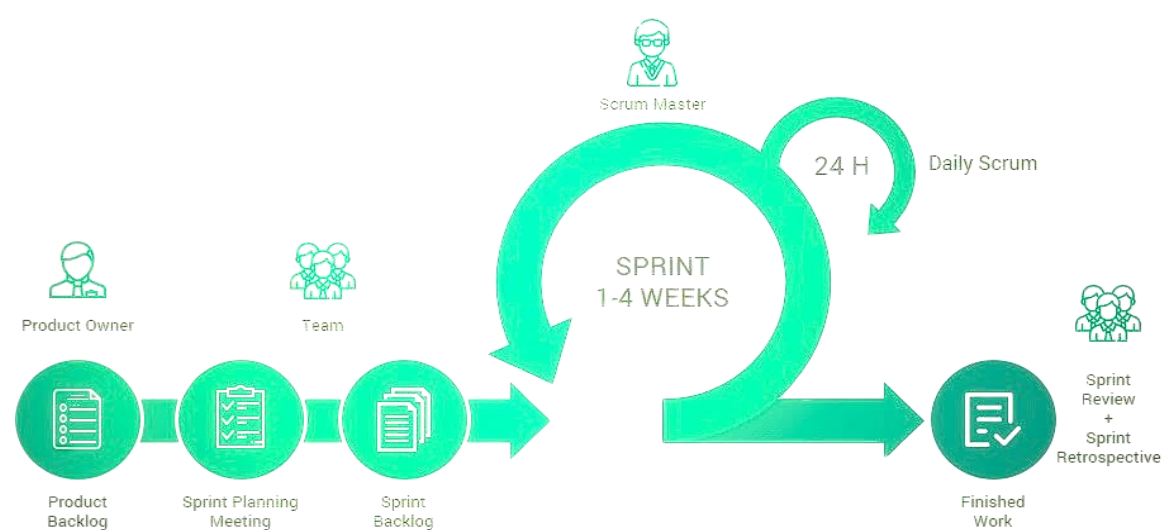 Scrum Master
24 H
Daily Scrum
SPRINT
1-4 WEEKS
Product Owner
Team
Sprint
Review
+
Sprint
Retrospective
Product
Backlog
Sprint Planning
Meeting
Sprint
Backlog
Finished
Work